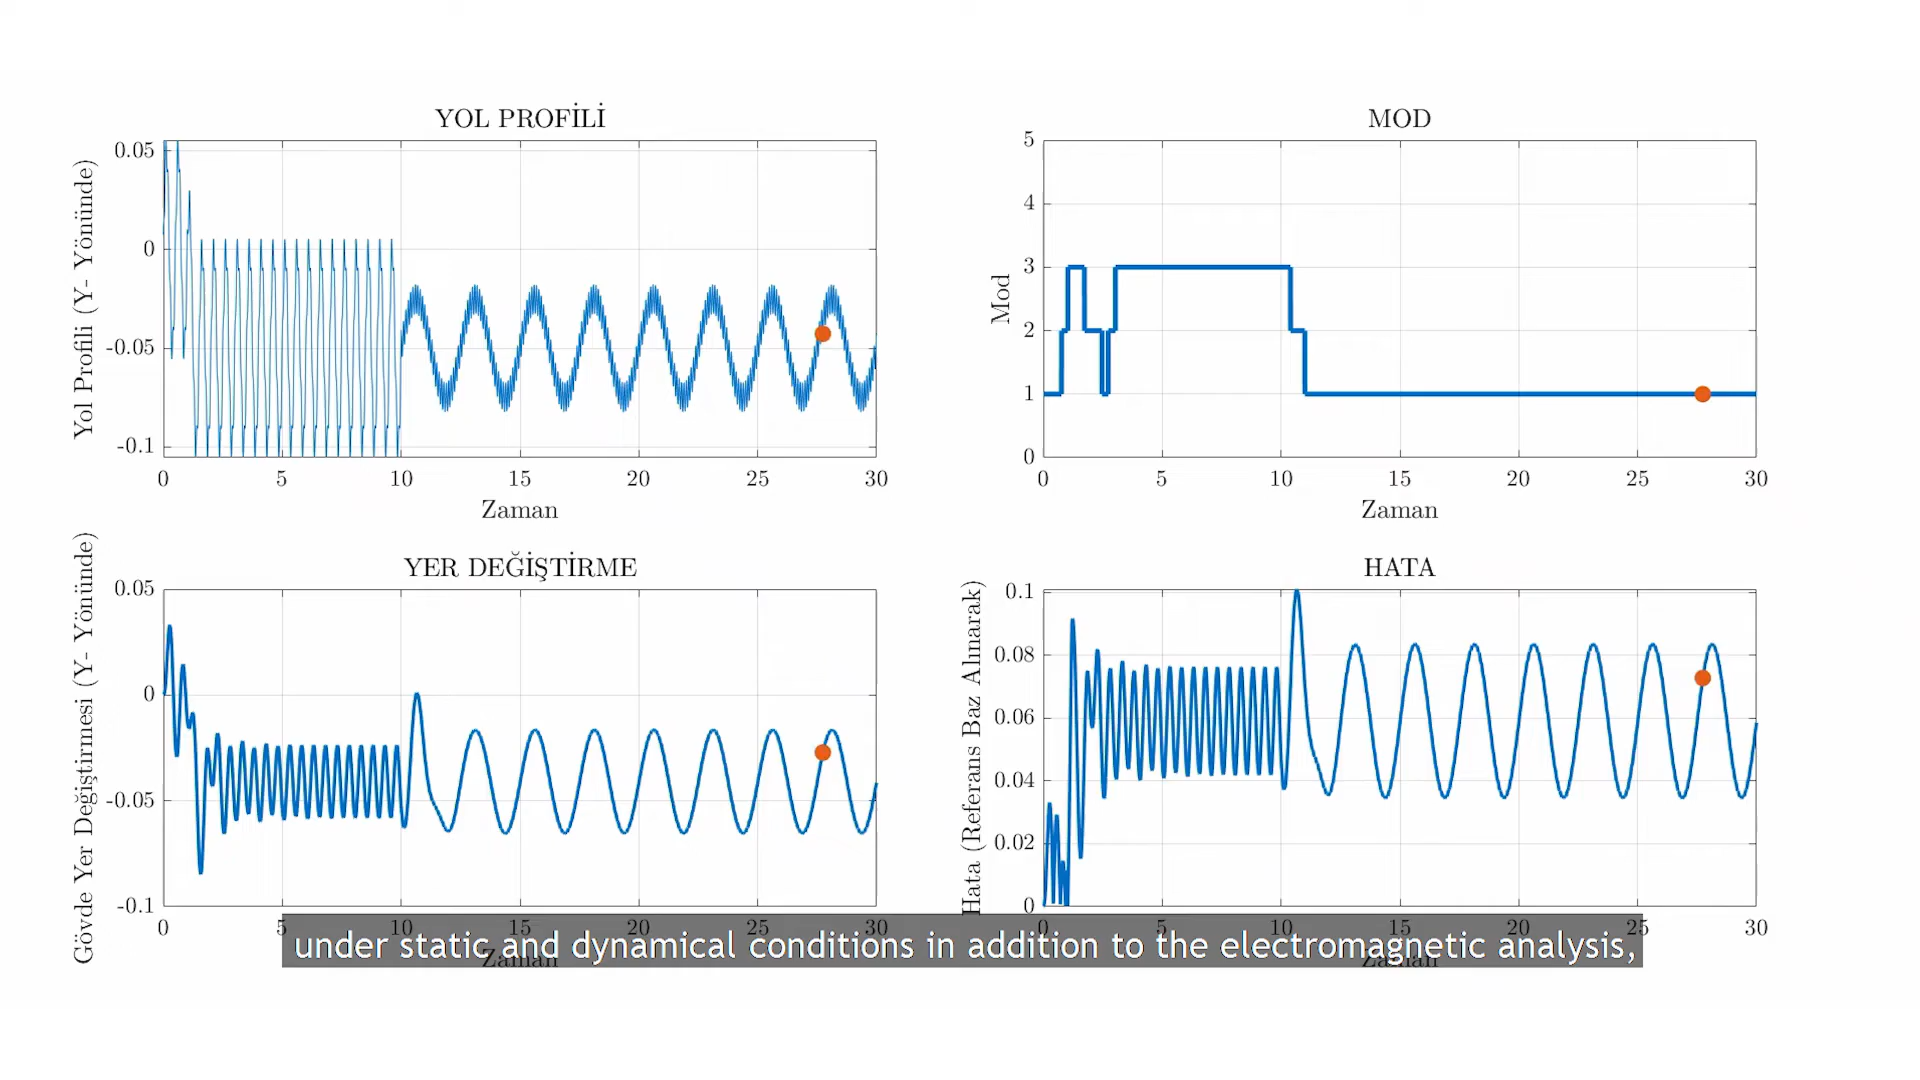 YOL PROFİLİ
Yol Profili (Y- Yönünde)
0.05
0
-0.05
-0.1
0 5 10 15 20 25 30
Zaman
MOD
Mod
5
4
3
2
1
0
0 5 10 15 20 25 30
Zaman
YER DEĞİŞTİRME
Gövde Yer Değiştirmesi (Y- Yönünde)
0.05
0
-0.05
-0.1
0 5 10 15 20 25 30
Zaman
HATA
Hata (Referans Baz Alınarak)
0.1
0.08
0.06
0.04
0.02
0
0 5 10 15 20 25 30
Zaman
under static and dynamical conditions in addition to the electromagnetic analysis,